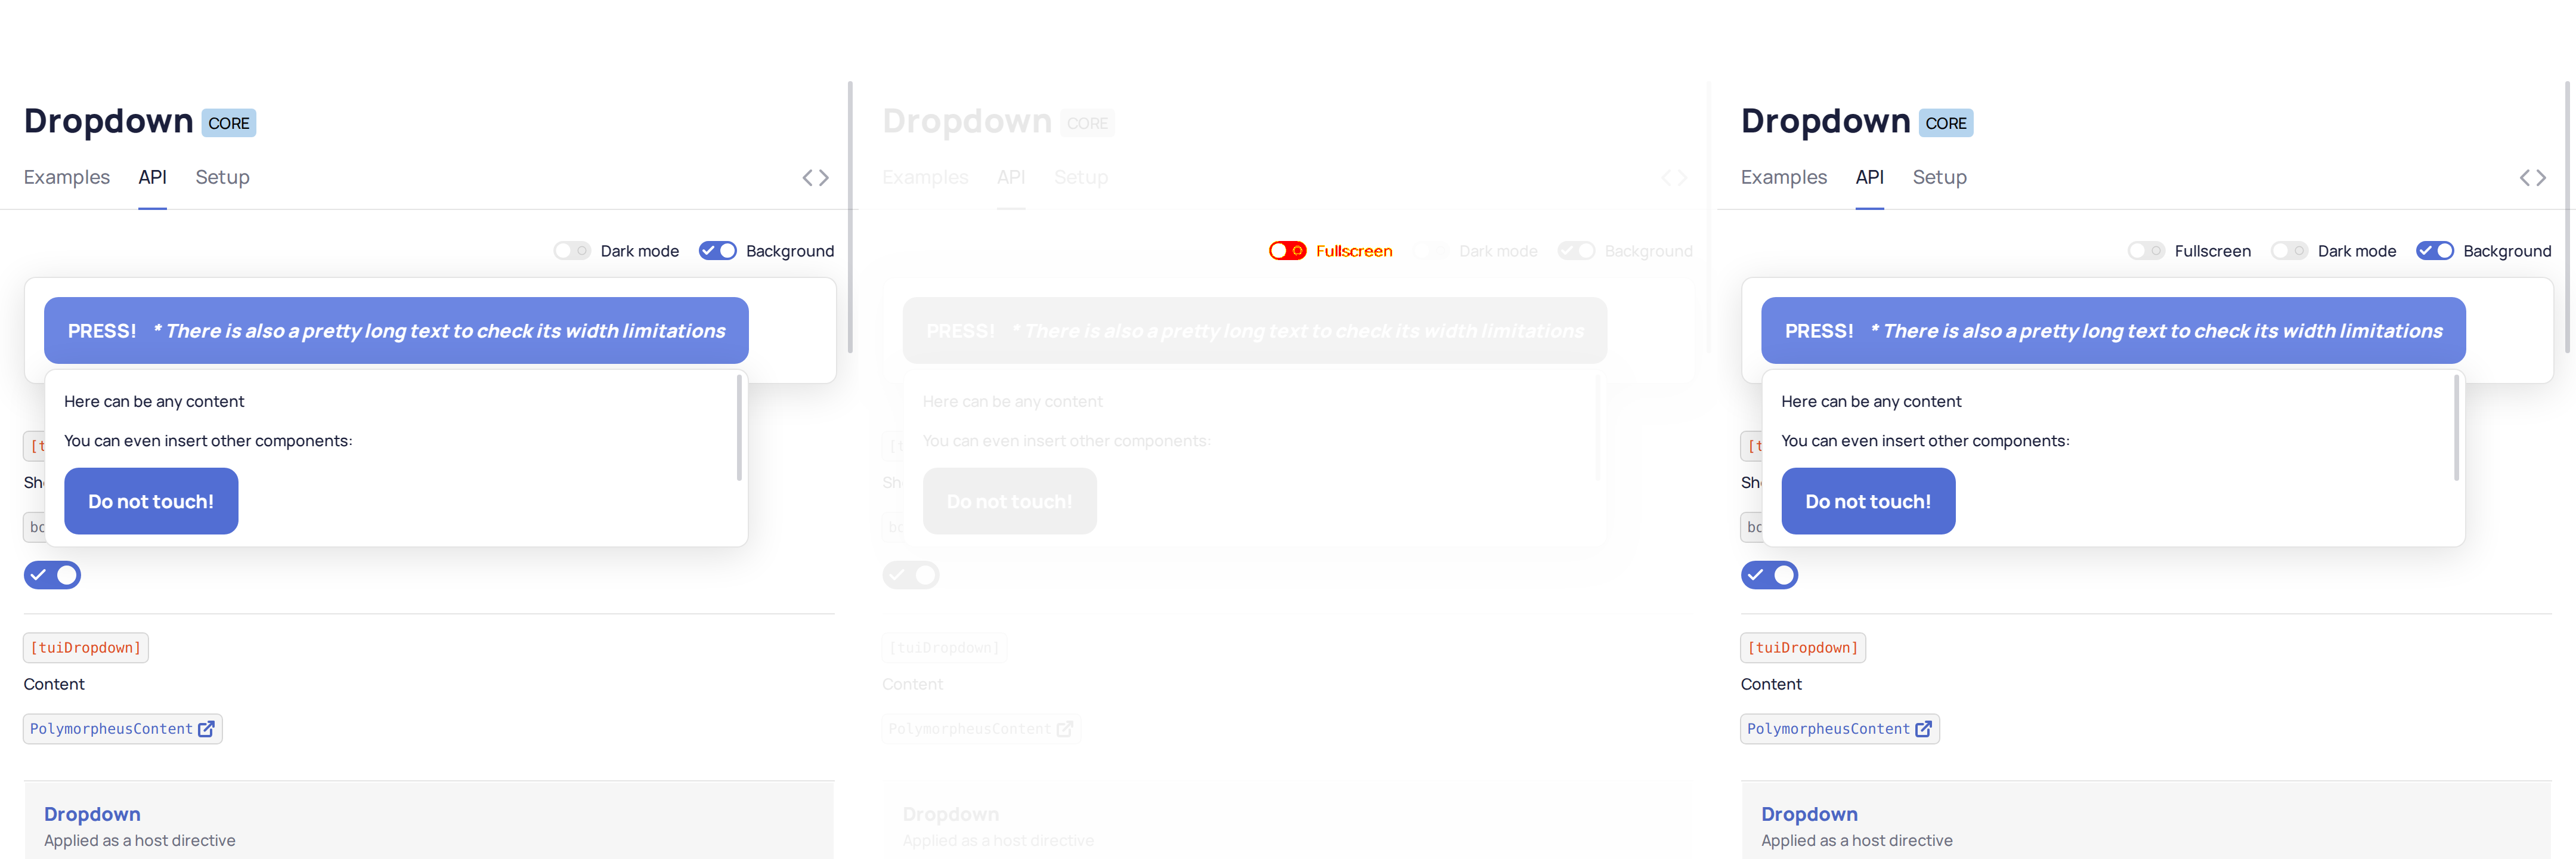 Dropdown CORE
Examples API Setup
Dark mode Background
PRESS! * There is also a pretty long text to check its width limitations
Here can be any content
You can even insert other components:
Do not touch!
[tuiDropdown]
Content
PolymorpheusContent
Dropdown
Applied as a host directive
Dropdown CORE
Examples API Setup
Fullscreen Dark mode Background
PRESS! * There is also a pretty long text to check its width limitations
Here can be any content
You can even insert other components:
Do not touch!
[tuiDropdown]
Content
PolymorpheusContent
Dropdown
Applied as a host directive
Dropdown CORE
Examples API Setup
Fullscreen Dark mode Background
PRESS! * There is also a pretty long text to check its width limitations
Here can be any content
You can even insert other components:
Do not touch!
[tuiDropdown]
Content
PolymorpheusContent
Dropdown
Applied as a host directive